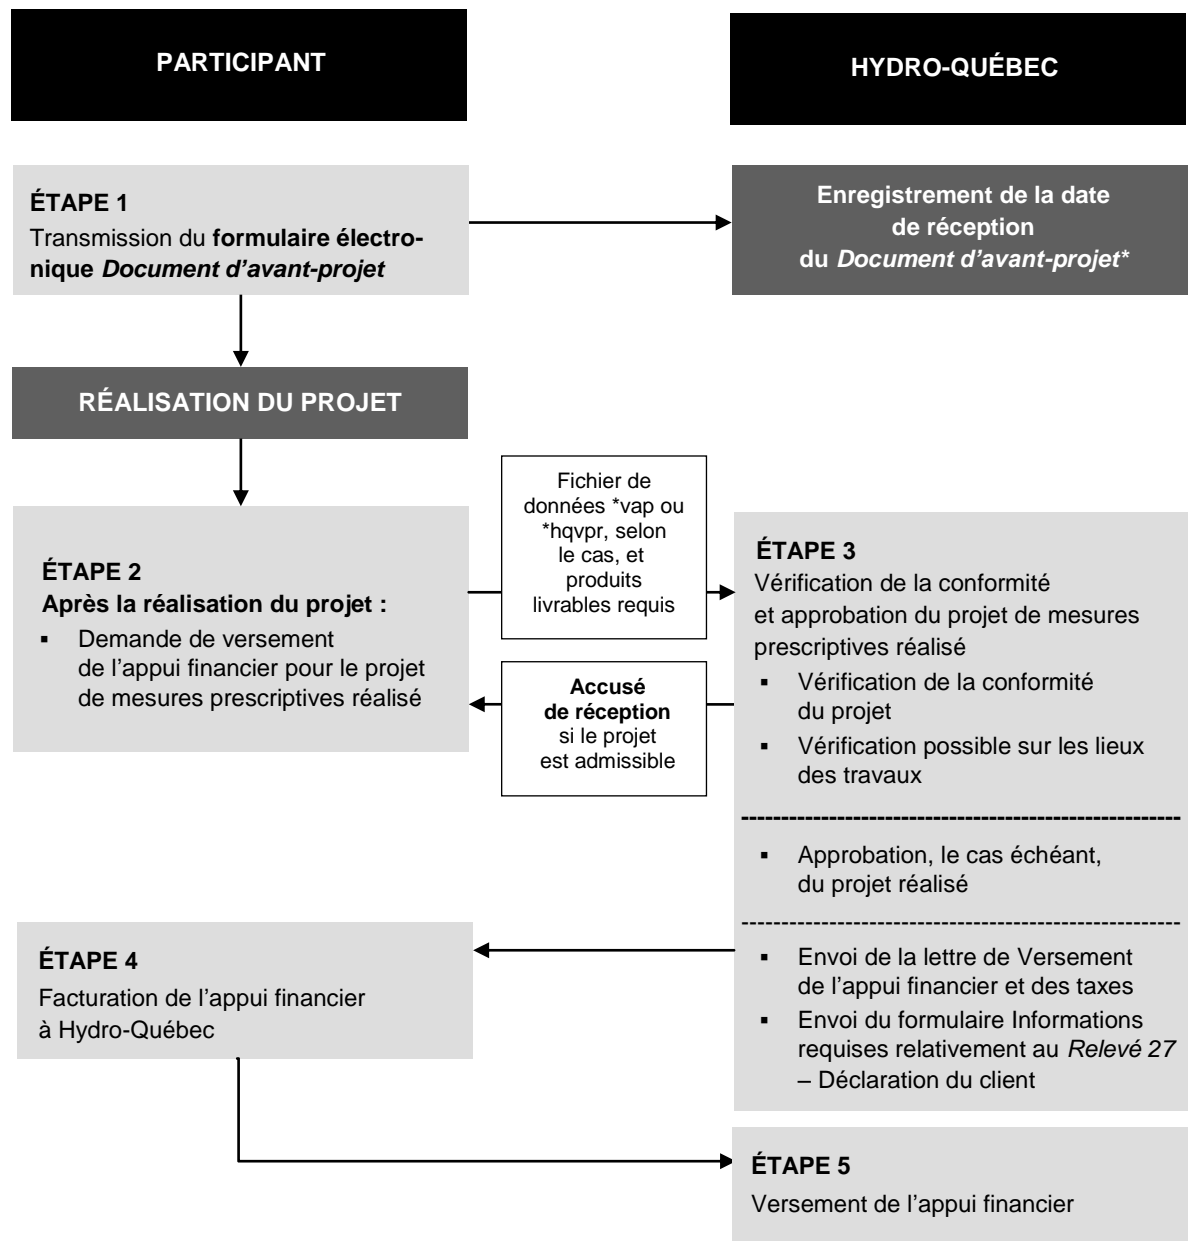 PARTICIPANT
HYDRO-QUÉBEC
ÉTAPE 1
Transmission du formulaire électro-
nique Document d’avant-projet
Enregistrement de la date
de réception
du Document d’avant-projet*
RÉALISATION DU PROJET
ÉTAPE 2
Après la réalisation du projet :
▪ Demande de versement
de l’appui financier pour le projet
de mesures prescriptives réalisé
Fichier de
données *vap ou
*hqvpr, selon
le cas, et
produits
livrables requis
Accusé
de réception
si le projet
est admissible
ÉTAPE 3
Vérification de la conformité
et approbation du projet de mesures
prescriptives réalisé
▪ Vérification de la conformité
du projet
▪ Vérification possible sur les lieux
des travaux
▪ Approbation, le cas échéant,
du projet réalisé
▪ Envoi de la lettre de Versement
de l’appui financier et des taxes
▪ Envoi du formulaire Informations
requises relativement au Relevé 27
– Déclaration du client
ÉTAPE 4
Facturation de l’appui financier
à Hydro-Québec
ÉTAPE 5
Versement de l’appui financier